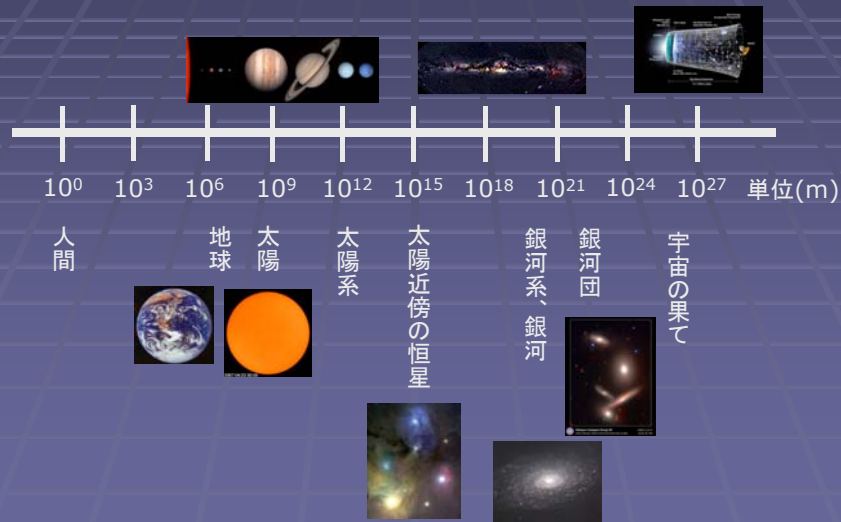 10⁰ 10³ 10⁶ 10⁹ 10¹² 10¹⁵ 10¹⁸ 10²¹ 10²⁴ 10²⁷ 単位(m)
人間
地球
太陽
太陽系
太陽近傍の恒星
銀河系、銀河
銀河団
宇宙の果て